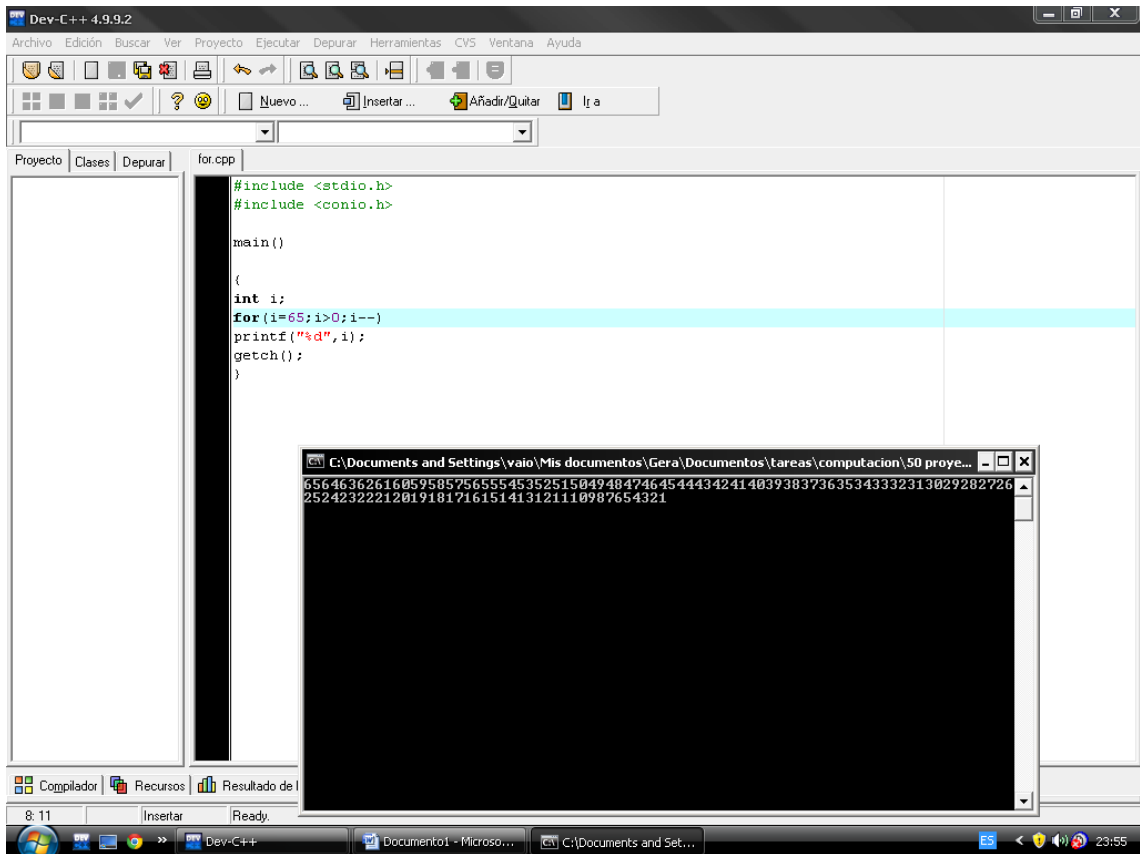 Dev-C++ 4.9.9.2
Archivo Edición Buscar Ver Proyecto Ejecutar Depurar Herramientas CVS Ventana Ayuda
Nuevo ... Insertar ... Añadir/Quitar Ir a
Proyecto Clases Depurar for.cpp
#include <stdio.h>
#include <conio.h>
main()
{
int i;
for(i=65;i>0;i--)
printf("%d",i);
getch();
}
C:\Documents and Settings\vaio\Mis documentos\Gera\Documentos\tareas\computacion\50 proye...
65646362616059585756555453525150494847464544434241403938373635343332313029282726
25242322212019181716151413121110987654321
Compilador Recursos Resultado de l
8: 11 Insertar Ready.
Dev-C++ Documento1 - Microso... C:\Documents and Set... ES 23:55